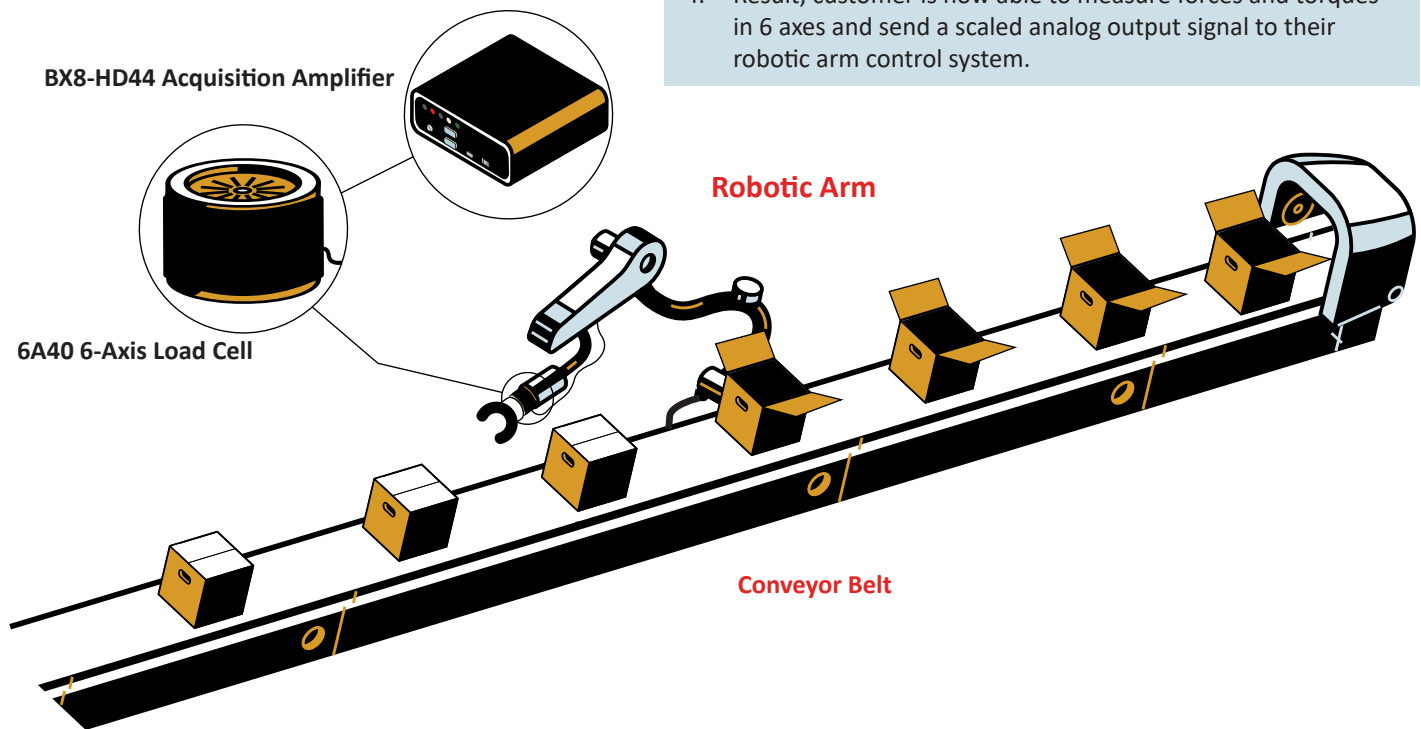 in 6 axes and send a scaled analog output signal to their
robotic arm control system.
BX8-HD44 Acquisition Amplifier
Robotic Arm
6A40 6-Axis Load Cell
Conveyor Belt